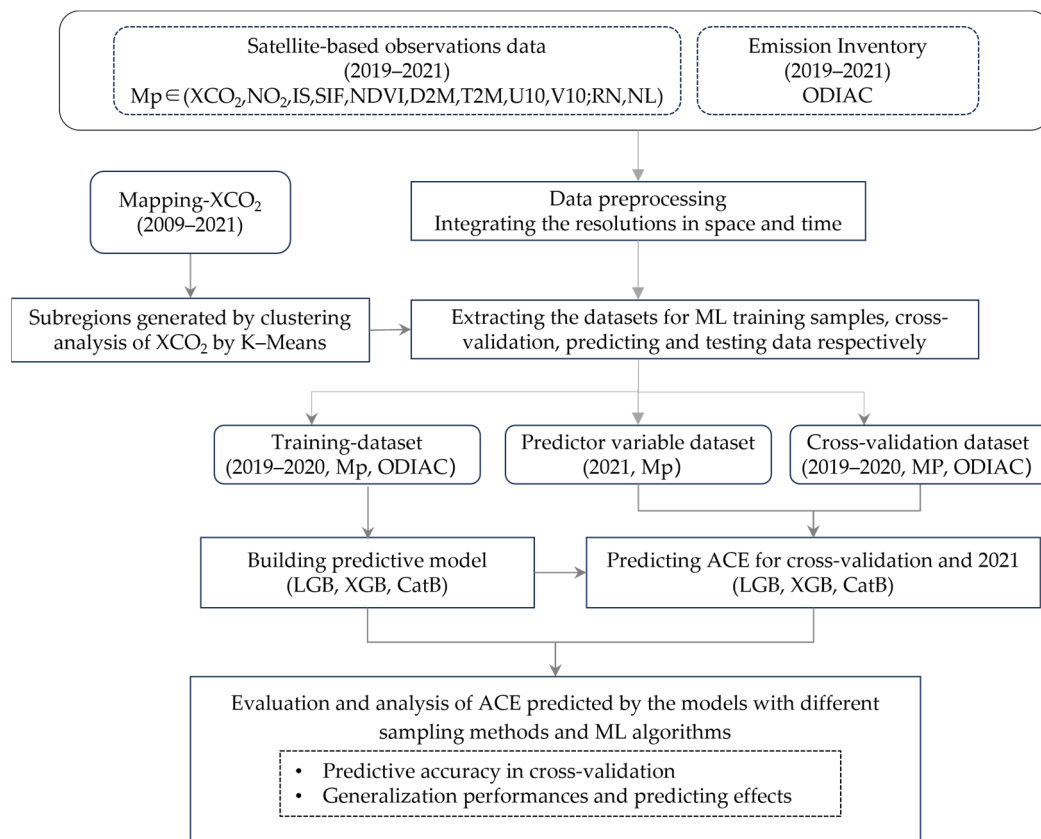 Satellite-based observations data
(2019–2021)
Mp∈(XCO₂,NO₂,IS,SIF,NDVI,D2M,T2M,U10,V10;RN,NL)
Emission Inventory
(2019–2021)
ODIAC
Mapping-XCO₂
(2009–2021)
Data preprocessing
Integrating the resolutions in space and time
Subregions generated by clustering
analysis of XCO₂ by K–Means
Extracting the datasets for ML training samples, cross-
validation, predicting and testing data respectively
Training-dataset
(2019–2020, Mp, ODIAC)
Predictor variable dataset
(2021, Mp)
Cross-validation dataset
(2019–2020, MP, ODIAC)
Building predictive model
(LGB, XGB, CatB)
Predicting ACE for cross-validation and 2021
(LGB, XGB, CatB)
Evaluation and analysis of ACE predicted by the models with different
sampling methods and ML algorithms
• Predictive accuracy in cross-validation
• Generalization performances and predicting effects